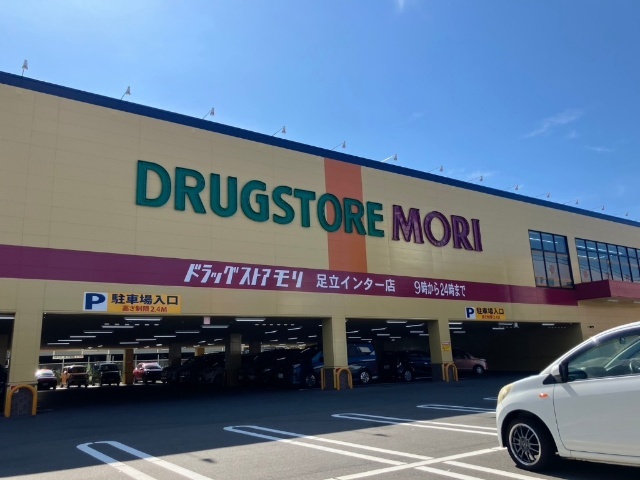 DRUGSTORE MORI
ドラッグストアモリ 足立インター店 9時から24時まで
P 駐車場入口
高さ制限2.4M
P 駐車場入口